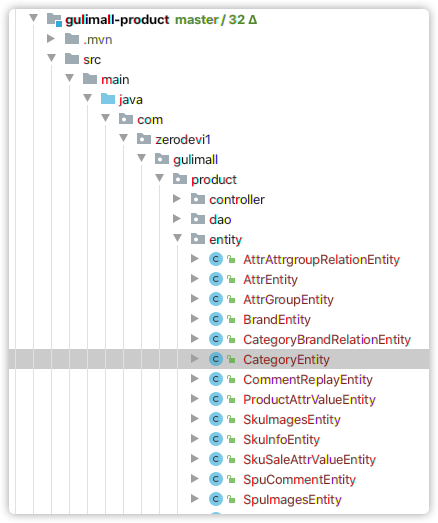 gulimall-product master / 32 Δ
.mvn
src
main
java
com
zerodevi1
gulimall
product
controller
dao
entity
C AttrAttrgroupRelationEntity
C AttrEntity
C AttrGroupEntity
C BrandEntity
C CategoryBrandRelationEntity
C CategoryEntity
C CommentReplayEntity
C ProductAttrValueEntity
C SkuImagesEntity
C SkuInfoEntity
C SkuSaleAttrValueEntity
C SpuCommentEntity
C SpuImagesEntity